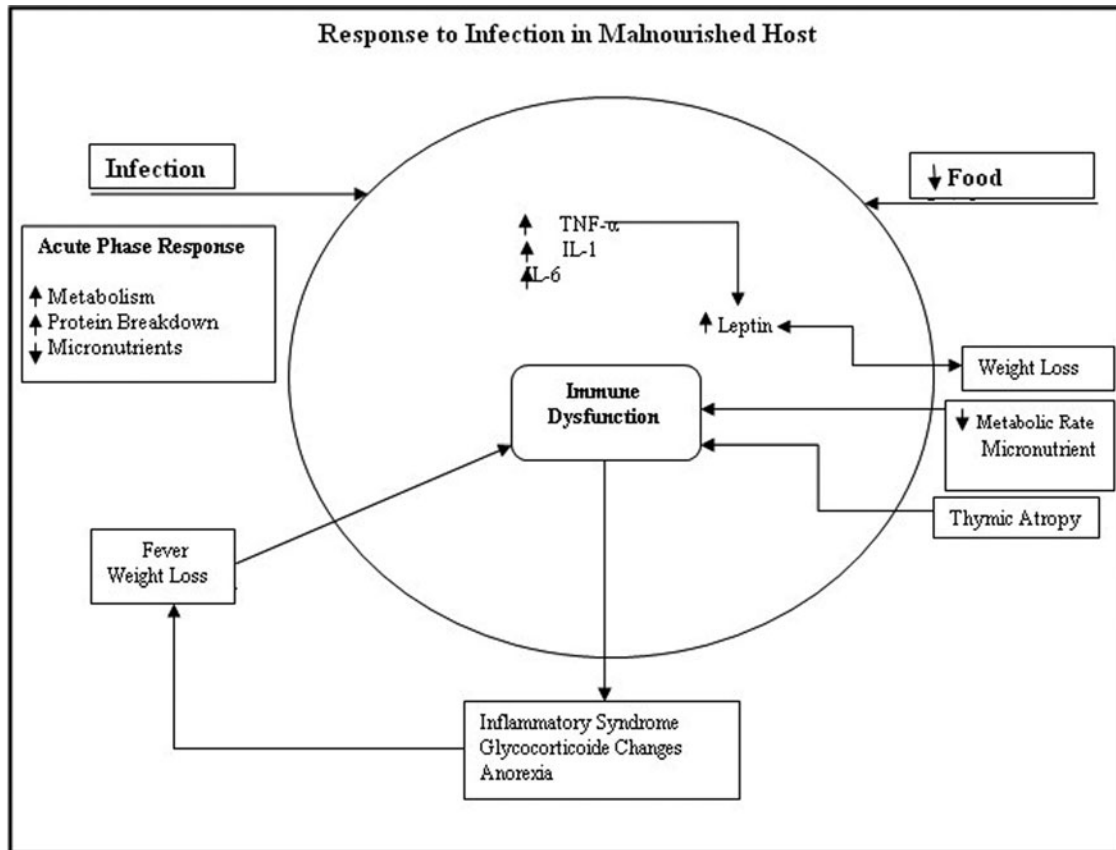 Response to Infection in Malnourished Host
Infection
↓ Food
Acute Phase Response
↑ Metabolism
↑ Protein Breakdown
↓ Micronutrients
↑ TNF-α
↑ IL-1
↑ IL-6
↑ Leptin
Weight Loss
Immune
Dysfunction
↓ Metabolic Rate
Micronutrient
Thymic Atropy
Fever
Weight Loss
Inflammatory Syndrome
Glycocorticoide Changes
Anorexia